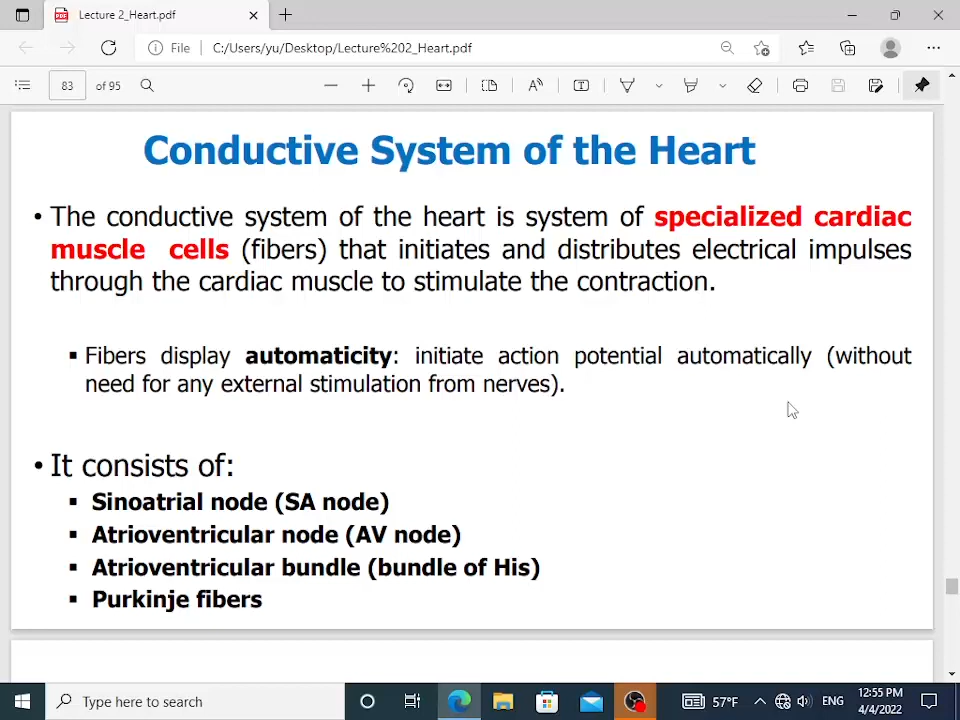 Lecture 2_Heart.pdf
File
C:/Users/yu/Desktop/Lecture%202_Heart.pdf
83 of 95
Conductive System of the Heart
• The conductive system of the heart is system of specialized cardiac
muscle cells (fibers) that initiates and distributes electrical impulses
through the cardiac muscle to stimulate the contraction.
▪ Fibers display automaticity: initiate action potential automatically (without
need for any external stimulation from nerves).
• It consists of:
▪ Sinoatrial node (SA node)
▪ Atrioventricular node (AV node)
▪ Atrioventricular bundle (bundle of His)
▪ Purkinje fibers
Type here to search
57°F
ENG
12:55 PM
4/4/2022